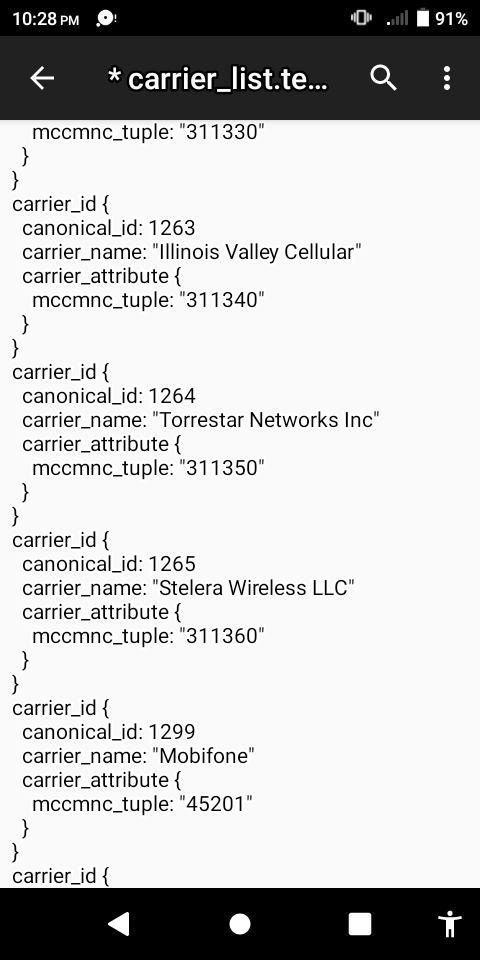 10:28 PM
91%
* carrier_list.te...
mccmnc_tuple: "311330"
}
}
carrier_id {
canonical_id: 1263
carrier_name: "Illinois Valley Cellular"
carrier_attribute {
mccmnc_tuple: "311340"
}
}
carrier_id {
canonical_id: 1264
carrier_name: "Torrestar Networks Inc"
carrier_attribute {
mccmnc_tuple: "311350"
}
}
carrier_id {
canonical_id: 1265
carrier_name: "Stelera Wireless LLC"
carrier_attribute {
mccmnc_tuple: "311360"
}
}
carrier_id {
canonical_id: 1299
carrier_name: "Mobifone"
carrier_attribute {
mccmnc_tuple: "45201"
}
}
carrier_id {